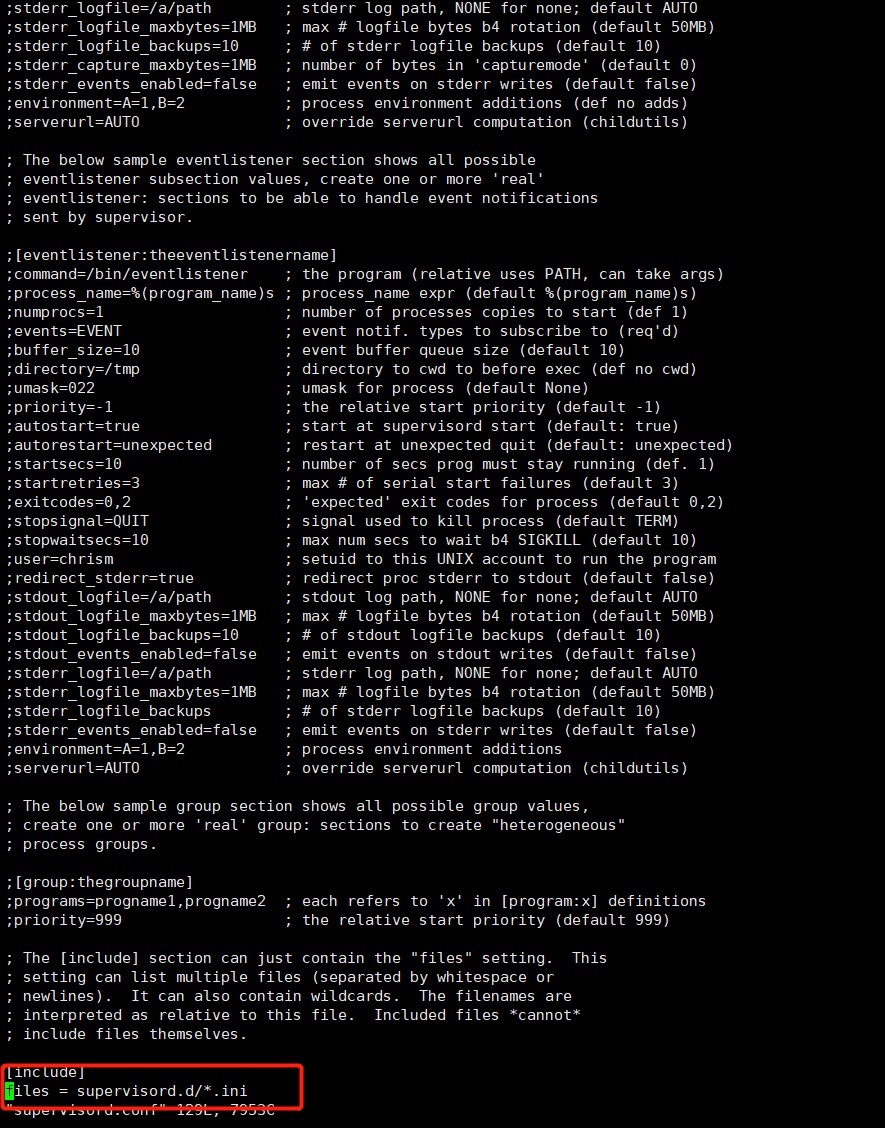 ;stderr_logfile=/a/path        ; stderr log path, NONE for none; default AUTO
;stderr_logfile_maxbytes=1MB   ; max # logfile bytes b4 rotation (default 50MB)
;stderr_logfile_backups=10     ; # of stderr logfile backups (default 10)
;stderr_capture_maxbytes=1MB   ; number of bytes in 'capturemode' (default 0)
;stderr_events_enabled=false   ; emit events on stderr writes (default false)
;environment=A=1,B=2           ; process environment additions (def no adds)
;serverurl=AUTO                ; override serverurl computation (childutils)

; The below sample eventlistener section shows all possible
; eventlistener subsection values, create one or more 'real'
; eventlistener: sections to be able to handle event notifications
; sent by supervisor.

;[eventlistener:theeventlistenername]
;command=/bin/eventlistener    ; the program (relative uses PATH, can take args)
;process_name=%(program_name)s ; process_name expr (default %(program_name)s)
;numprocs=1                    ; number of processes copies to start (def 1)
;events=EVENT                  ; event notif. types to subscribe to (req'd)
;buffer_size=10                ; event buffer queue size (default 10)
;directory=/tmp                ; directory to cwd to before exec (def no cwd)
;umask=022                     ; umask for process (default None)
;priority=-1                   ; the relative start priority (default -1)
;autostart=true                ; start at supervisord start (default: true)
;autorestart=unexpected        ; restart at unexpected quit (default: unexpected)
;startsecs=10                  ; number of secs prog must stay running (def. 1)
;startretries=3                ; max # of serial start failures (default 3)
;exitcodes=0,2                 ; 'expected' exit codes for process (default 0,2)
;stopsignal=QUIT               ; signal used to kill process (default TERM)
;stopwaitsecs=10               ; max num secs to wait b4 SIGKILL (default 10)
;user=chrism                   ; setuid to this UNIX account to run the program
;redirect_stderr=true          ; redirect proc stderr to stdout (default false)
;stdout_logfile=/a/path        ; stdout log path, NONE for none; default AUTO
;stdout_logfile_maxbytes=1MB   ; max # logfile bytes b4 rotation (default 50MB)
;stdout_logfile_backups=10     ; # of stdout logfile backups (default 10)
;stdout_events_enabled=false   ; emit events on stdout writes (default false)
;stderr_logfile=/a/path        ; stderr log path, NONE for none; default AUTO
;stderr_logfile_maxbytes=1MB   ; max # logfile bytes b4 rotation (default 50MB)
;stderr_logfile_backups        ; # of stderr logfile backups (default 10)
;stderr_events_enabled=false   ; emit events on stderr writes (default false)
;environment=A=1,B=2           ; process environment additions
;serverurl=AUTO                ; override serverurl computation (childutils)

; The below sample group section shows all possible group values,
; create one or more 'real' group: sections to create "heterogeneous"
; process groups.

;[group:thegroupname]
;programs=progname1,progname2  ; each refers to 'x' in [program:x] definitions
;priority=999                  ; the relative start priority (default 999)

; The [include] section can just contain the "files" setting.  This
; setting can list multiple files (separated by whitespace or
; newlines).  It can also contain wildcards.  The filenames are
; interpreted as relative to this file.  Included files *cannot*
; include files themselves.

[include]
files = supervisord.d/*.ini
"supervisord.conf" 129L, 7953C